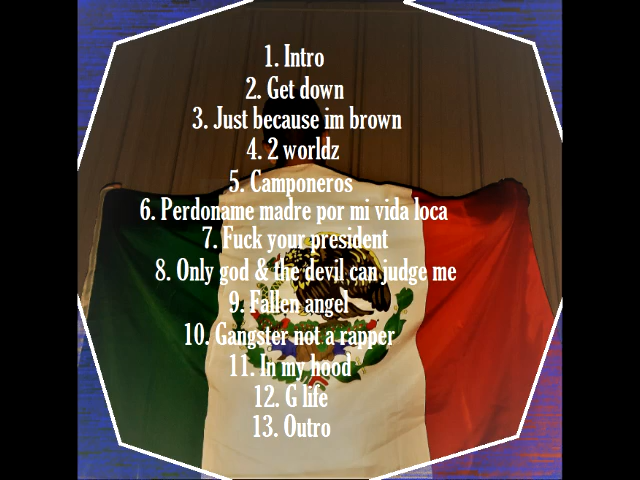 1. Intro
2. Get down
3. Just because im brown
4. 2 worldz
5. Camponeros
6. Perdoname madre por mi vida loca
7. Fuck your president
8. Only god & the devil can judge me
9. Fallen angel
10. Gangster not a rapper
11. In my hood
12. G life
13. Outro